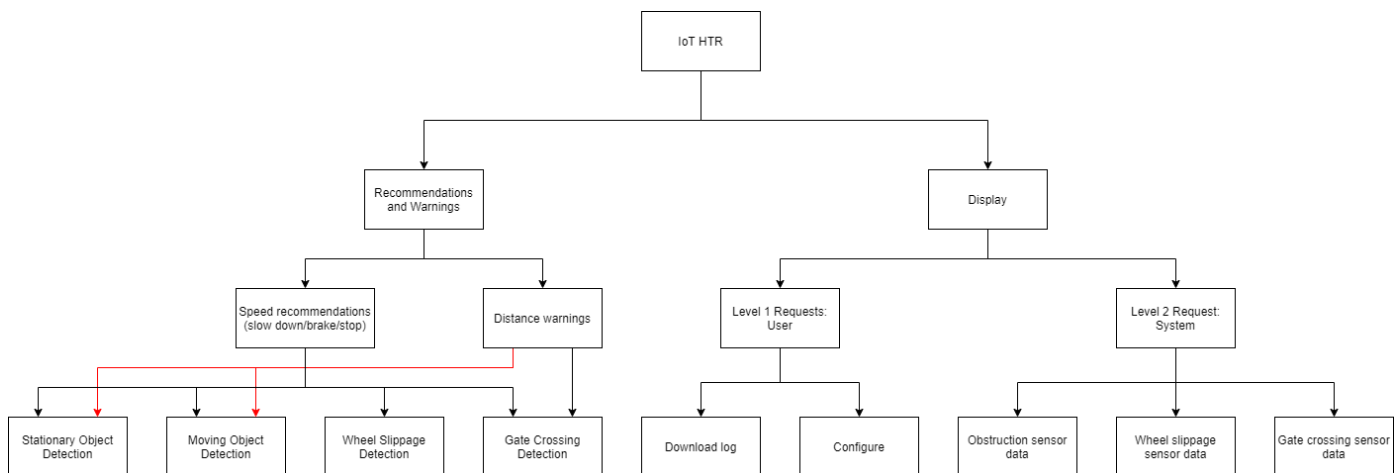 IoT HTR
Recommendations
and Warnings
Display
Speed recommendations
(slow down/brake/stop)
Distance warnings
Level 1 Requests:
User
Level 2 Request:
System
Stationary Object
Detection
Moving Object
Detection
Wheel Slippage
Detection
Gate Crossing
Detection
Download log
Configure
Obstruction sensor
data
Wheel slippage
sensor data
Gate crossing sensor
data